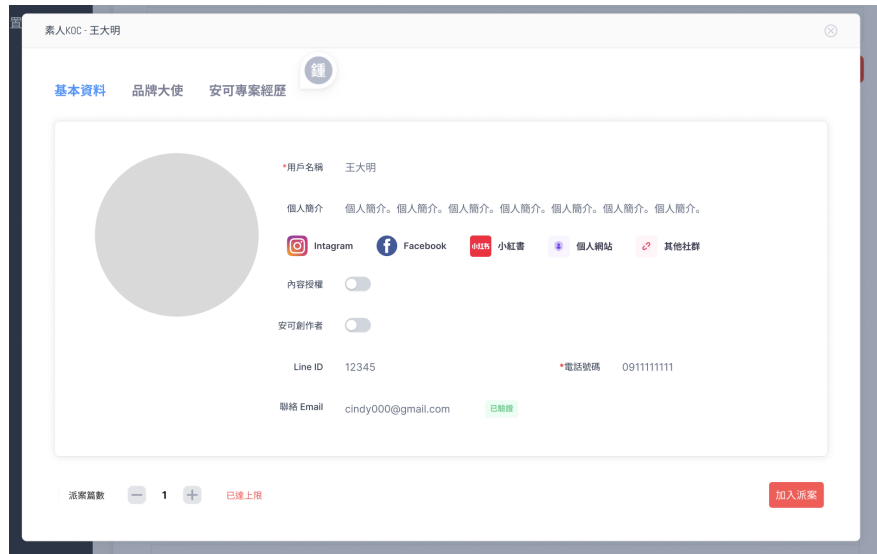 置
素人KOC - 王大明
鍾
基本資料 品牌大使 安可專案經歷
*用戶名稱 王大明
個人簡介 個人簡介。個人簡介。個人簡介。個人簡介。個人簡介。個人簡介。個人簡介。
Intagram Facebook 小红书 小紅書 個人網站 其他社群
內容授權
安可創作者
Line ID 12345 *電話號碼 0911111111
聯絡 Email cindy000@gmail.com 已驗證
派案篇數 1 已達上限 加入派案